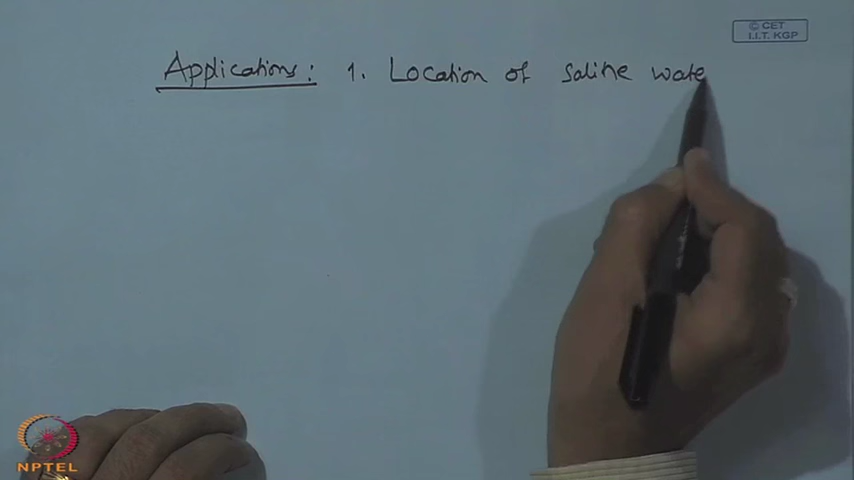 © CET
I.I.T. KGP
Applications: 1. Location of saline wate
NPTEL